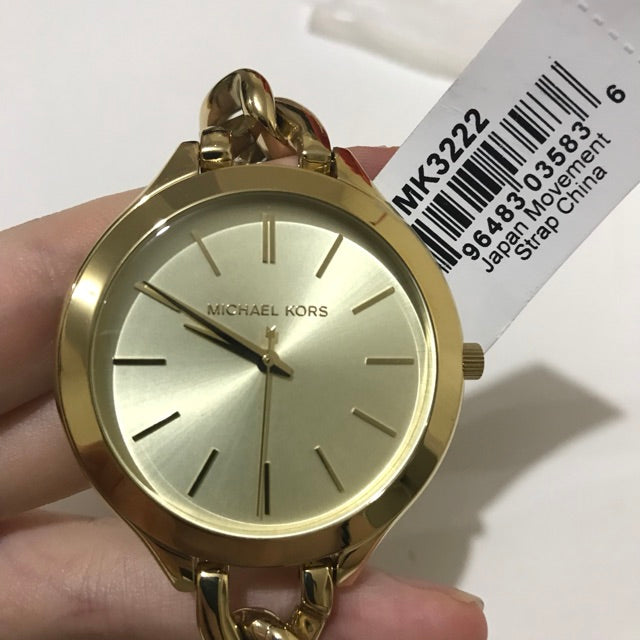 MICHAEL KORS
MK3222
96483 03583 6
Japan Movement
Strap China